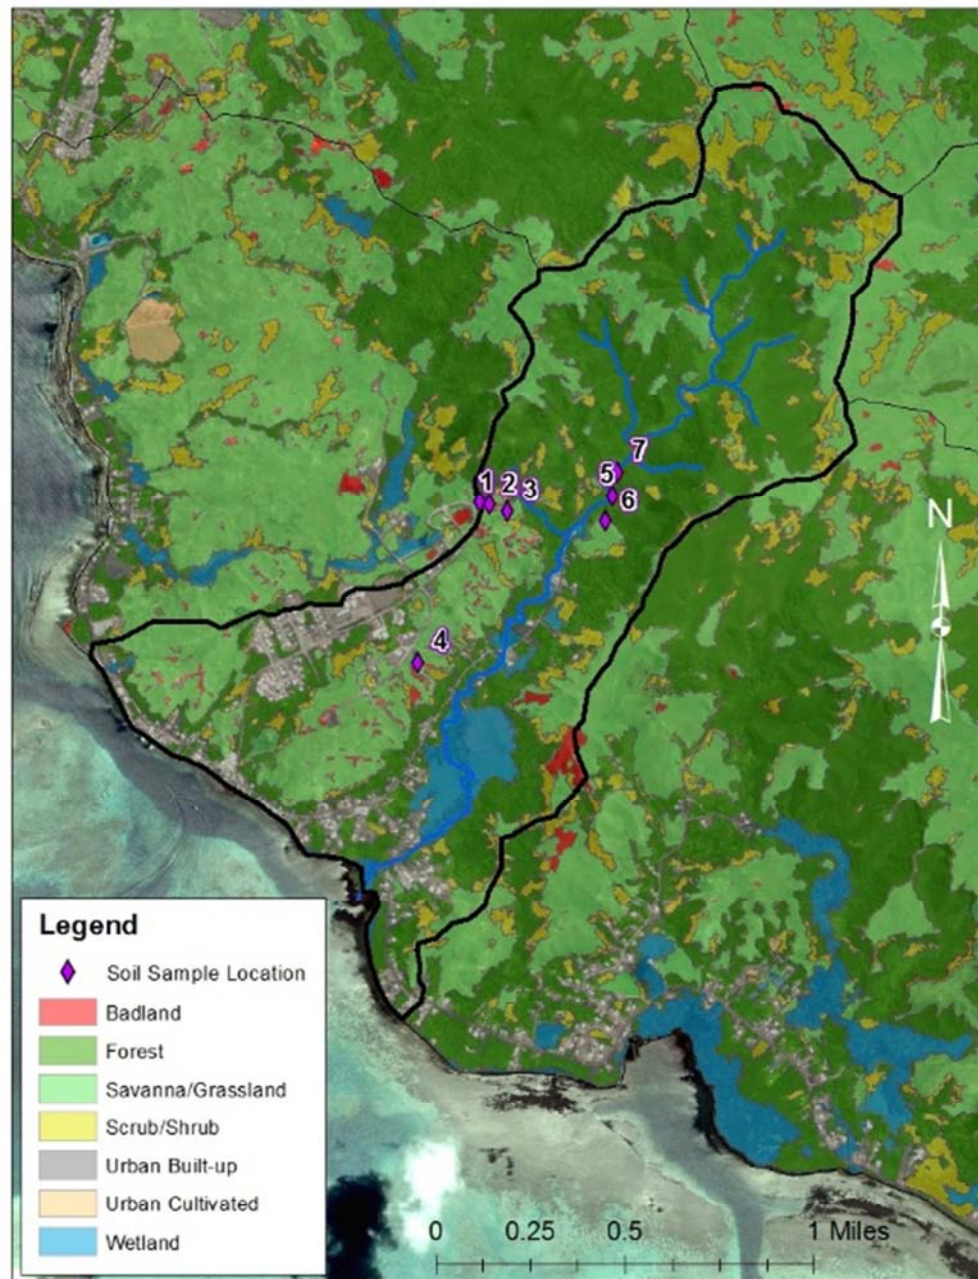 7
5
1 2 3
6
N
4
Legend
Soil Sample Location
Badland
Forest
Savanna/Grassland
Scrub/Shrub
Urban Built-up
Urban Cultivated
Wetland
0 0.25 0.5 1 Miles